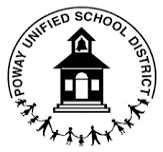 POWAY UNIFIED SCHOOL DISTRICT